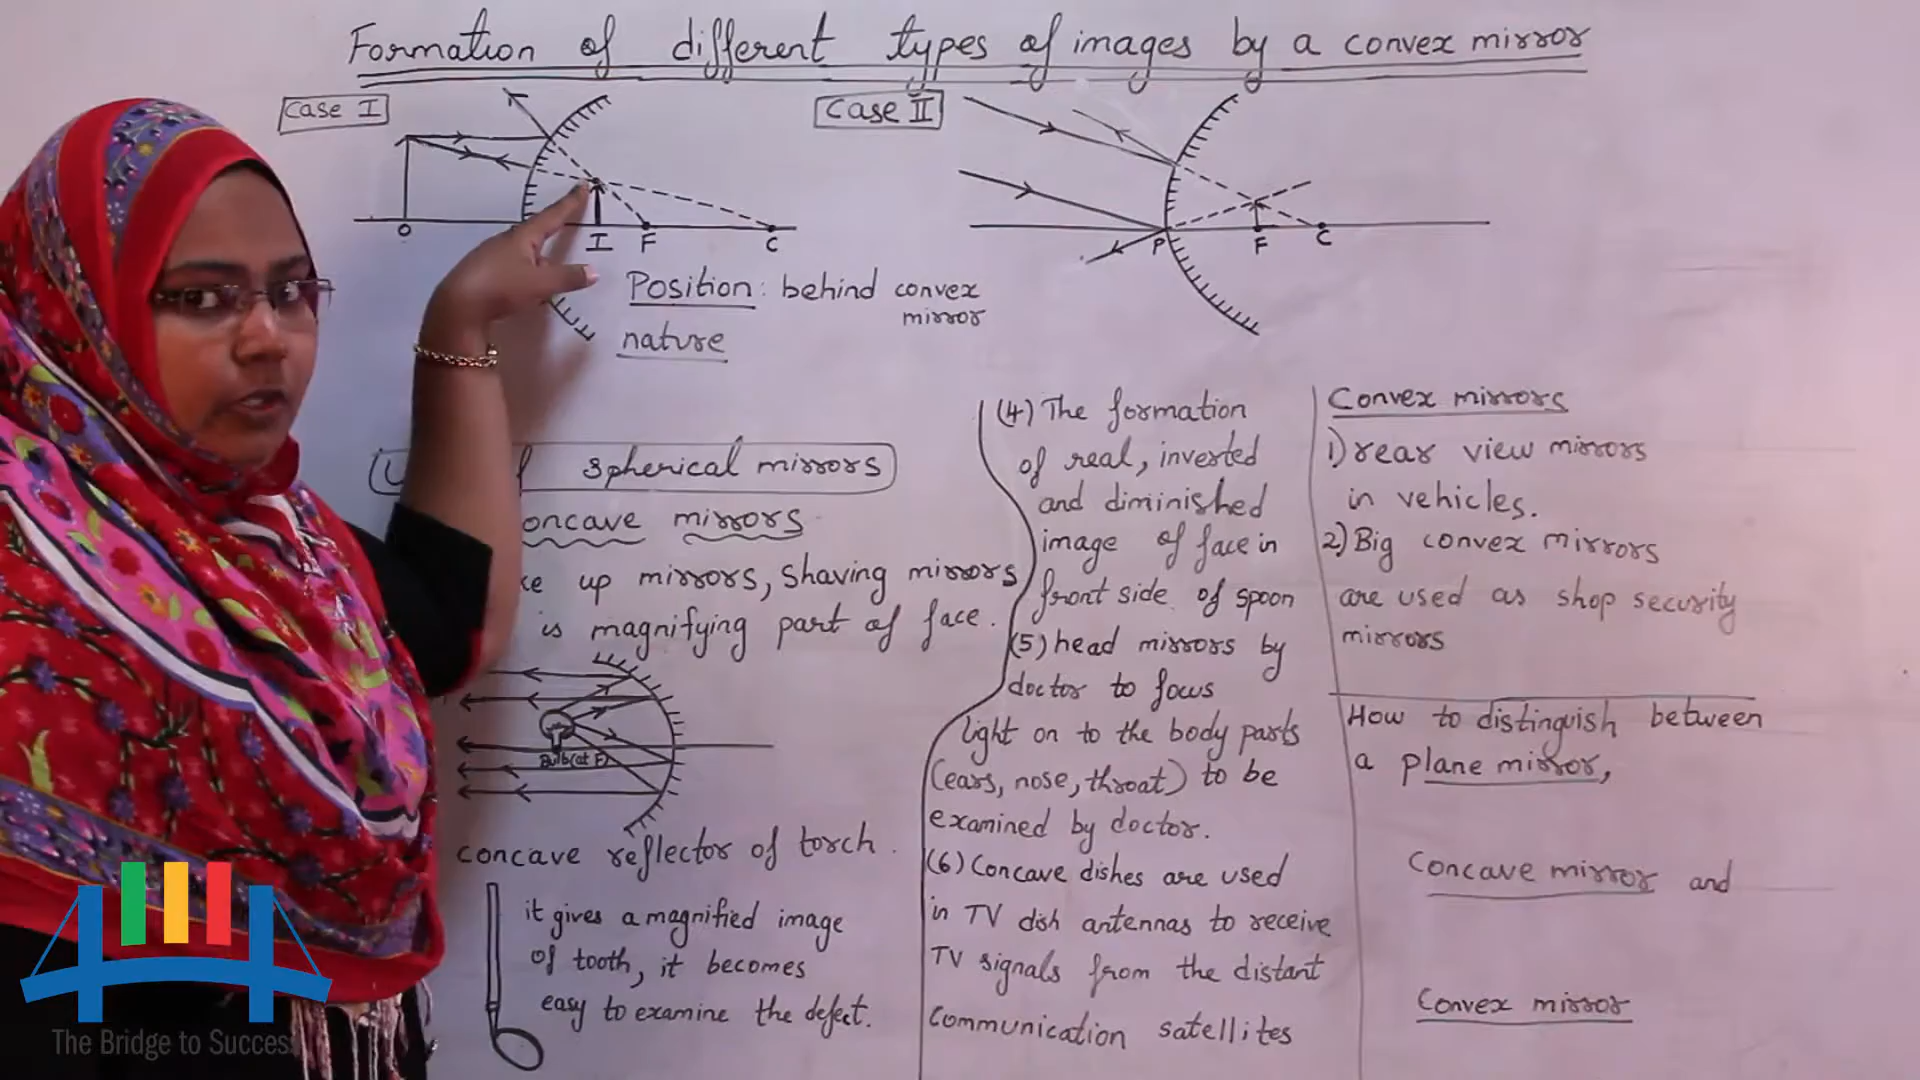 Formation of different types of images by a convex mirror
Case I
O
I
F
C
Position: behind convex
mirror
nature
Case II
P
F
C
spherical mirrors
oncave mirrors
up mirrors, shaving mirrors
is magnifying part of face.
Bulb(at F)
concave reflector of torch.
it gives a magnified image
of tooth, it becomes
easy to examine the defect.
(4) The formation
of real, inverted
and diminished
image of face in
front side of spoon
(5) head mirrors by
doctor to focus
light on to the body parts
(ears, nose, throat) to be
examined by doctor.
(6) Concave dishes are used
in TV dish antennas to receive
TV signals from the distant
communication satellites
Convex mirrors
1) rear view mirrors
in vehicles.
2) Big convex mirrors
are used as shop security
mirrors
How to distinguish between
a plane mirror,
Concave mirror and
Convex mirror
The Bridge to Success